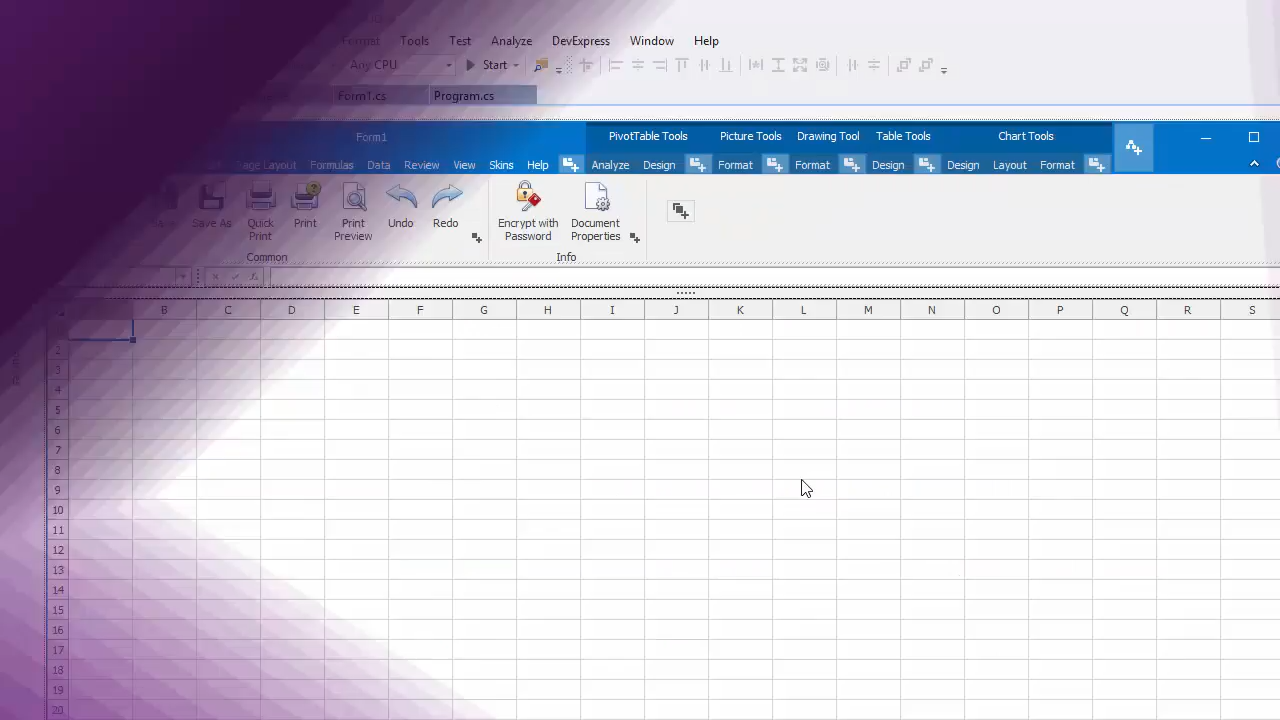 Format Tools Test Analyze DevExpress Window Help
Any CPU Start
Form1.cs Program.cs
Form1 PivotTable Tools Picture Tools Drawing Tool Table Tools Chart Tools
Page Layout Formulas Data Review View Skins Help Analyze Design Format Format Design Design Layout Format
Save As Quick Print Print Print Preview Undo Redo Encrypt with Password Document Properties
Common Info
B C D E F G H I J K L M N O P Q R S
2
3
4
5
6
7
8
9
10
11
12
13
14
15
16
17
18
19
20